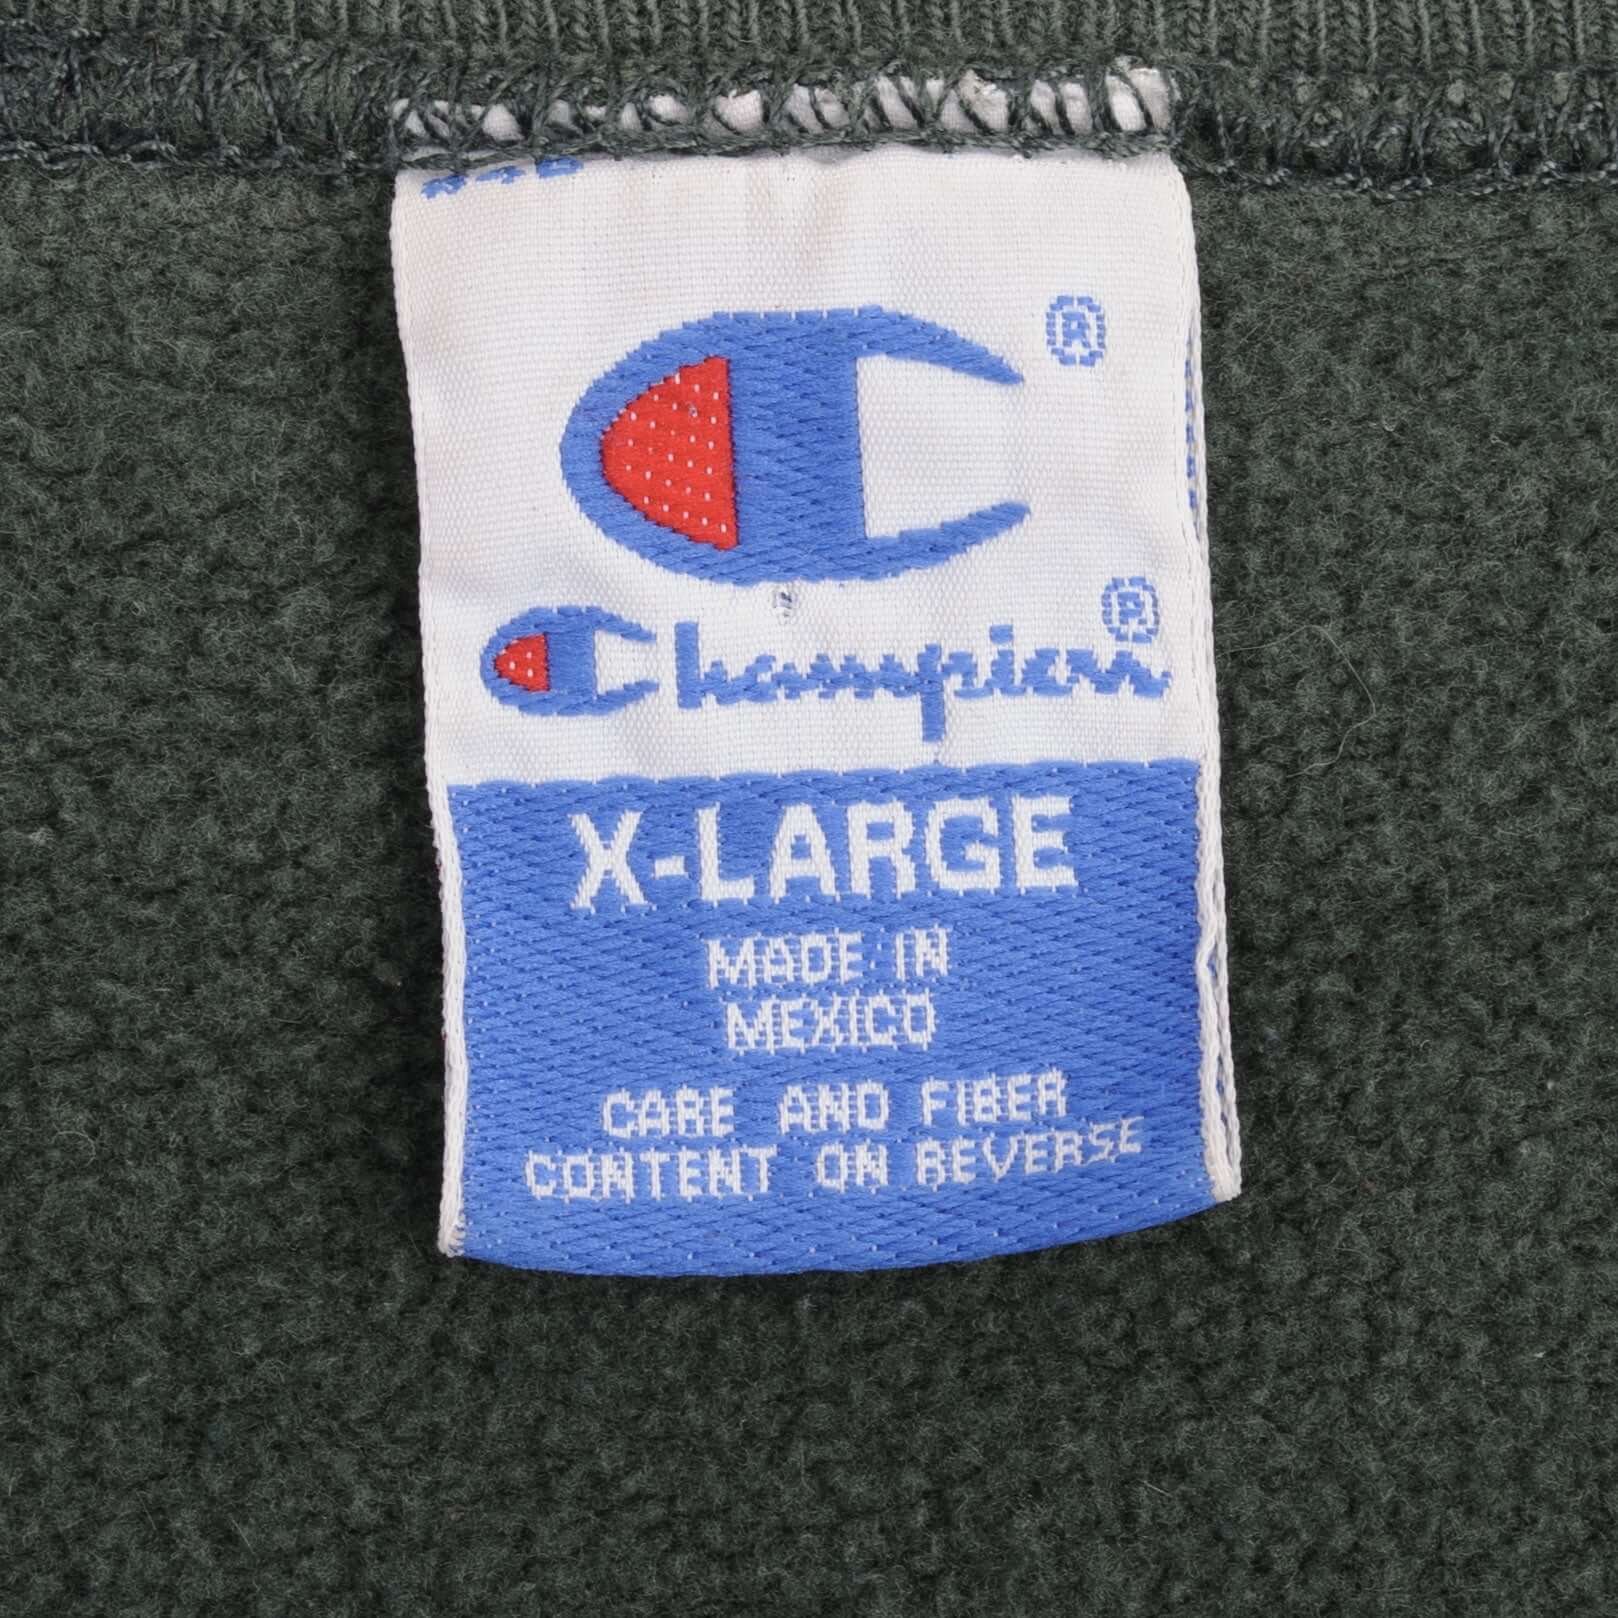 ®
Champion®
X-LARGE
MADE IN
MEXICO
CARE AND FIBER
CONTENT ON REVERSE